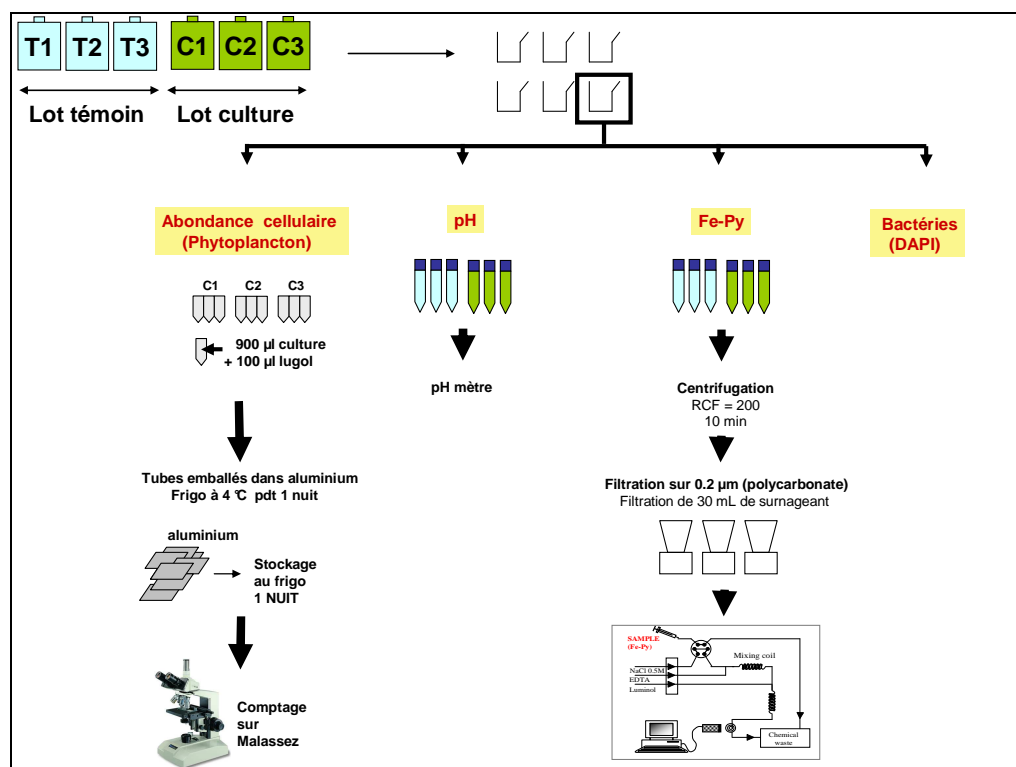 T1 T2 T3 C1 C2 C3
Lot témoin Lot culture
Abondance cellulaire
(Phytoplancton)
pH
Fe-Py
Bactéries
(DAPI)
C1 C2 C3
900 µl culture
+ 100 µl lugol
pH mètre
Centrifugation
RCF = 200
10 min
Tubes emballés dans aluminium
Frigo à 4 °C pdt 1 nuit
Filtration sur 0.2 µm (polycarbonate)
Filtration de 30 mL de surnageant
aluminium
Stockage
au frigo
1 NUIT
Comptage
sur
Malassez
SAMPLE
(Fe-Py)
Mixing coil
NaCl 0.5M
EDTA
Luminol
Chemical
waste